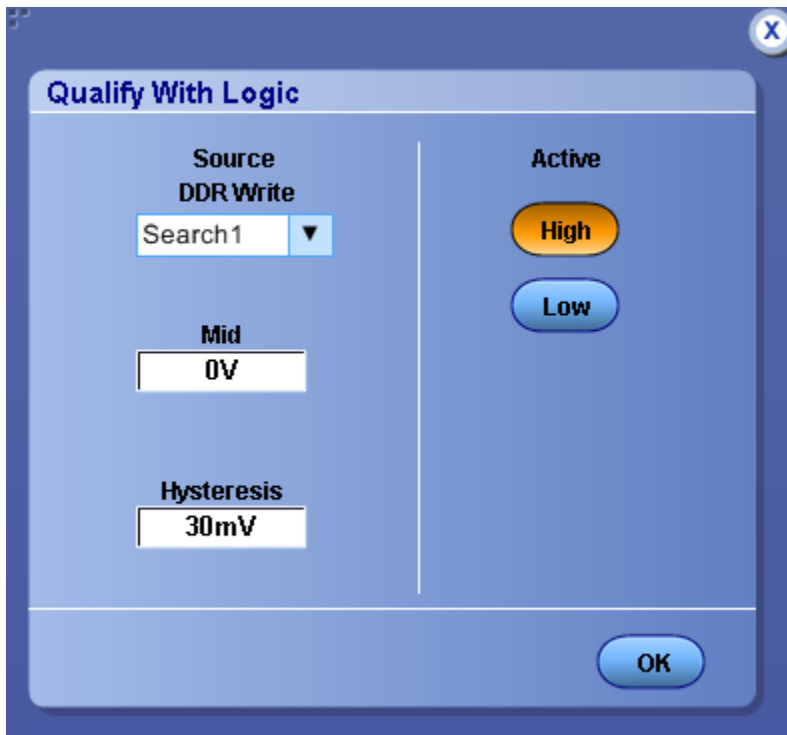 X
Qualify With Logic
Source
DDR Write
Search1
Mid
0V
Hysteresis
30mV
Active
High
Low
OK